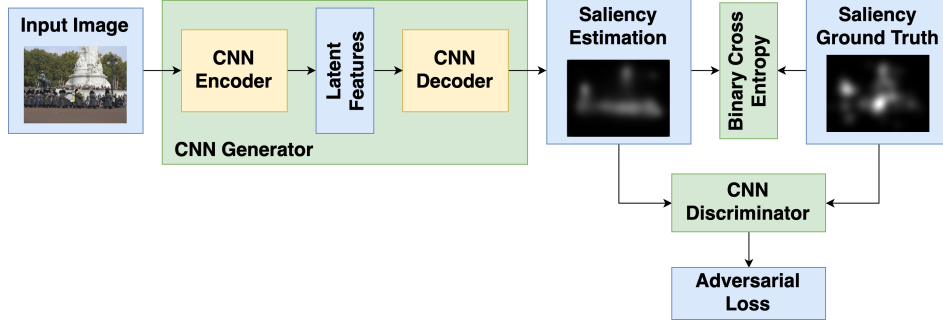 Input Image
CNN
Encoder
Latent
Features
CNN
Decoder
CNN Generator
Saliency
Estimation
Binary Cross
Entropy
Saliency
Ground Truth
CNN
Discriminator
Adversarial
Loss